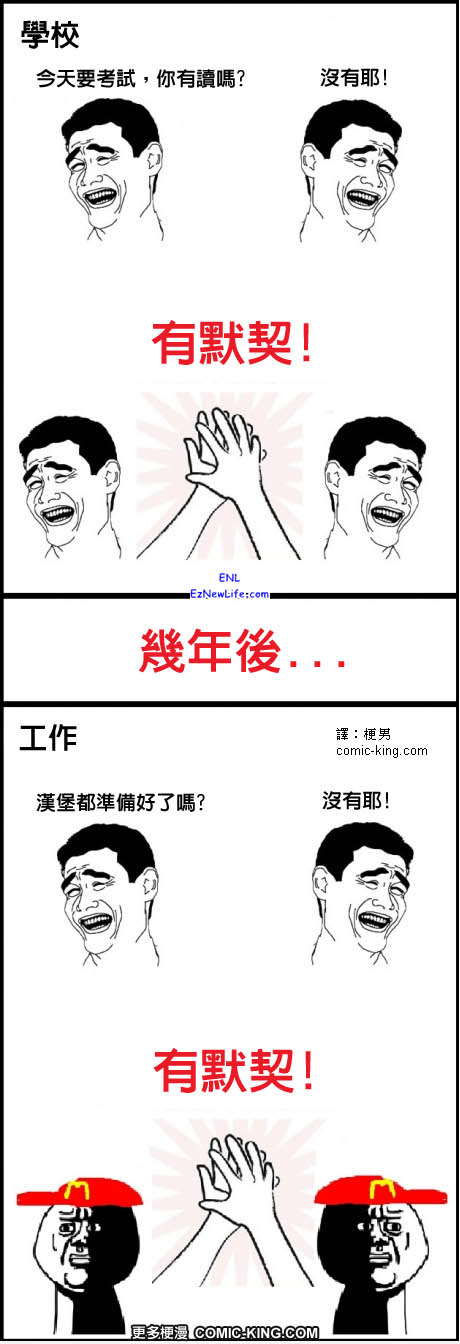 學校
今天要考試，你有讀嗎?
沒有耶!
有默契!
ENL
EzNewLife.com
幾年後...
工作
譯：梗男
comic-king.com
漢堡都準備好了嗎?
沒有耶!
有默契!
M
M
更多梗漫 COMIC-KING.COM